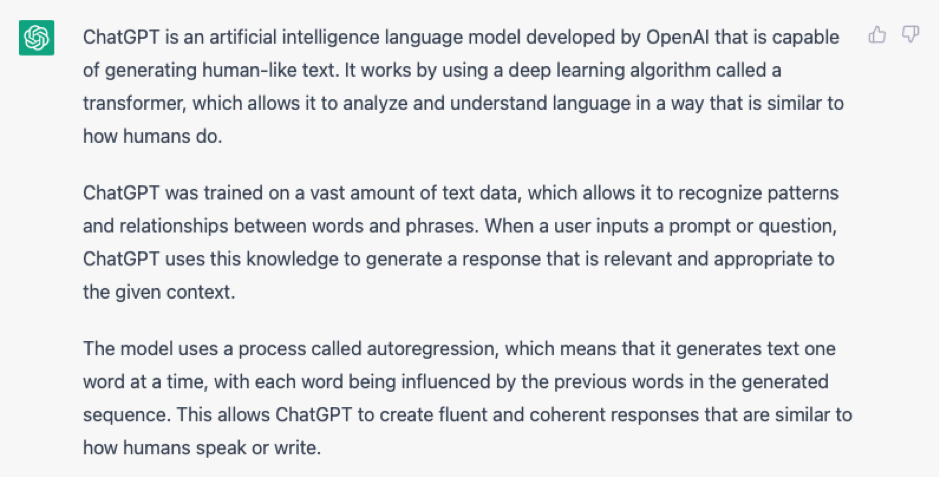 ChatGPT is an artificial intelligence language model developed by OpenAI that is capable
of generating human-like text. It works by using a deep learning algorithm called a
transformer, which allows it to analyze and understand language in a way that is similar to
how humans do.
ChatGPT was trained on a vast amount of text data, which allows it to recognize patterns
and relationships between words and phrases. When a user inputs a prompt or question,
ChatGPT uses this knowledge to generate a response that is relevant and appropriate to
the given context.
The model uses a process called autoregression, which means that it generates text one
word at a time, with each word being influenced by the previous words in the generated
sequence. This allows ChatGPT to create fluent and coherent responses that are similar to
how humans speak or write.